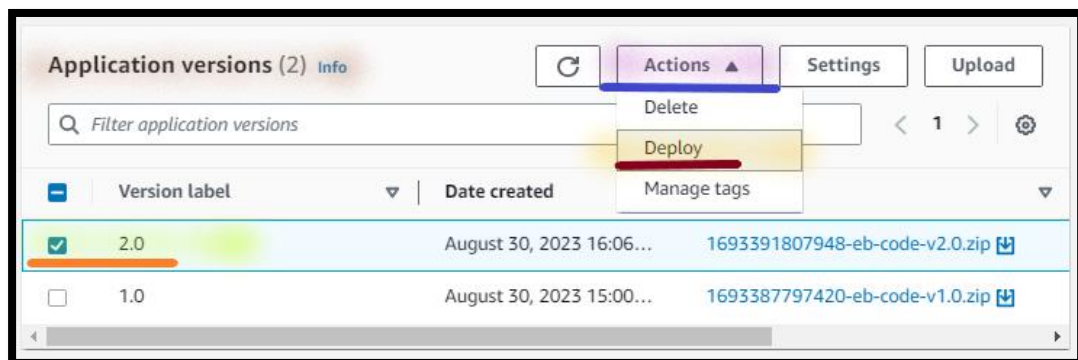 Application versions (2) Info
Actions ▲
Settings
Upload
Filter application versions
Delete
Deploy
Manage tags
< 1 >
Version label
Date created
2.0 August 30, 2023 16:06... 1693391807948-eb-code-v2.0.zip
1.0 August 30, 2023 15:00... 1693387797420-eb-code-v1.0.zip